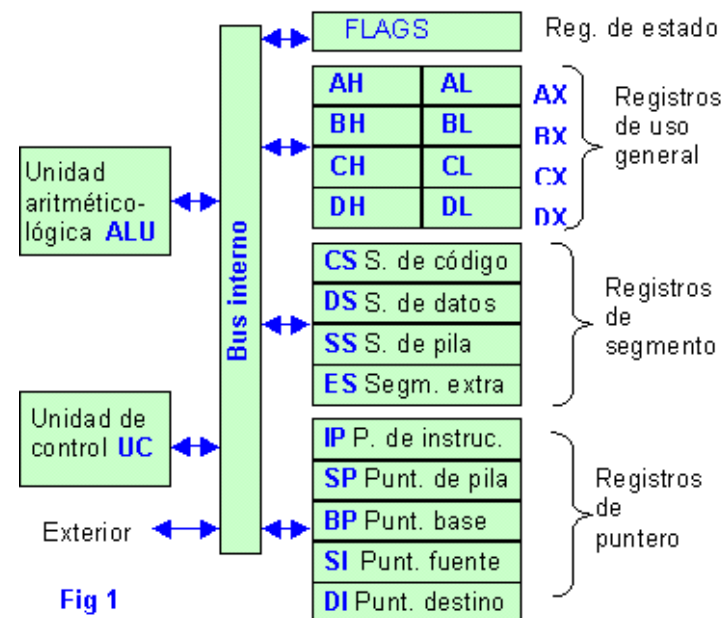 FLAGS
Reg. de estado
AH
AL
AX
BH
BL
BX
CH
CL
CX
DH
DL
DX
Registros
de uso
general
Unidad
aritmético-
lógica ALU
Bus interno
CS S. de código
DS S. de datos
SS S. de pila
ES Segm. extra
Registros
de
segmento
Unidad de
control UC
IP P. de instruc.
SP Punt. de pila
BP Punt. base
SI Punt. fuente
DI Punt. destino
Registros
de
puntero
Exterior
Fig 1